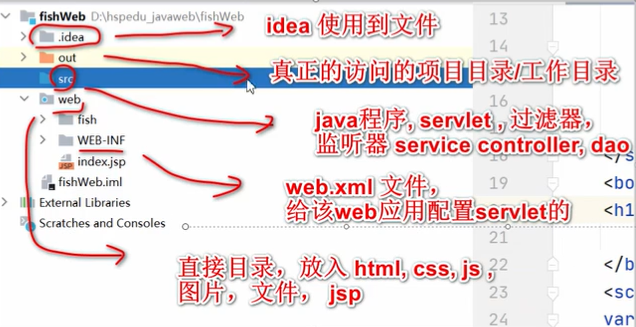 fishWeb D:\hspedu_javaweb\fishWeb
.idea
out
src
web
fish
WEB-INF
index.jsp
fishWeb.iml
External Libraries
Scratches and Consoles
idea 使用到文件
真正的访问的项目目录/工作目录
java程序, servlet , 过滤器，
监听器 service controller, dao
web.xml 文件，
给该web应用配置servlet的
直接目录，放入 html, css, js ,
图片，文件， jsp
13
14
18
19
20
21
22
23
24
</s
<bo
<h1
</b
<sc
var